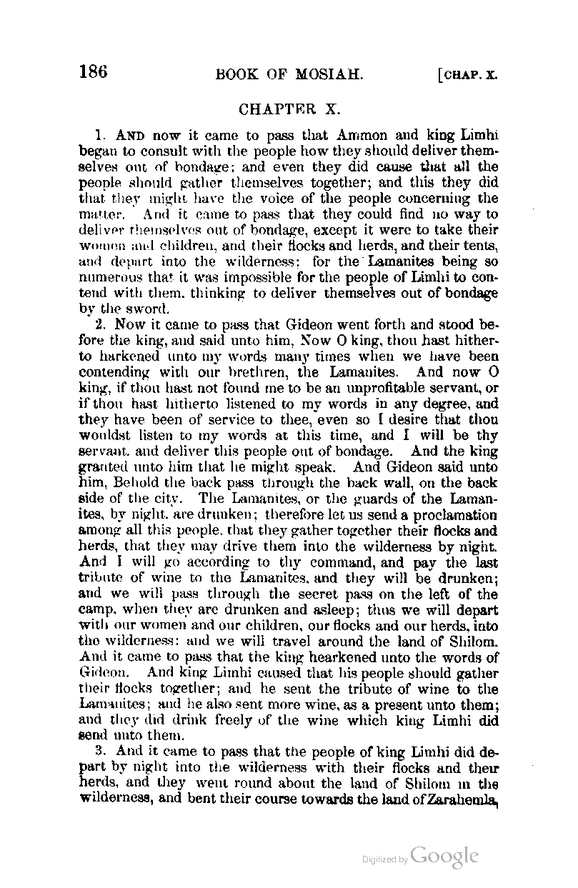 186 BOOK OF MOSIAH. [CHAP. X.
CHAPTER X.
1. AND now it came to pass that Ammon and king Limhi
began to consult with the people how they should deliver them-
selves out of bondage; and even they did cause that all the
people should gather themselves together; and this they did
that they might have the voice of the people concerning the
matter. And it came to pass that they could find no way to
deliver themselves out of bondage, except it were to take their
women and children, and their flocks and herds, and their tents,
and depart into the wilderness: for the Lamanites being so
numerous that it was impossible for the people of Limhi to con-
tend with them, thinking to deliver themselves out of bondage
by the sword.
2. Now it came to pass that Gideon went forth and stood be-
fore the king, and said unto him, Now O king, thou hast hither-
to harkened unto my words many times when we have been
contending with our brethren, the Lamanites. And now O
king, if thou hast not found me to be an unprofitable servant, or
if thou hast hitherto listened to my words in any degree, and
they have been of service to thee, even so I desire that thou
wouldst listen to my words at this time, and I will be thy
servant, and deliver this people out of bondage. And the king
granted unto him that he might speak. And Gideon said unto
him, Behold the back pass through the back wall, on the back
side of the city. The Lamanites, or the guards of the Laman-
ites, by night, are drunken; therefore let us send a proclamation
among all this people, that they gather together their flocks and
herds, that they may drive them into the wilderness by night.
And I will go according to thy command, and pay the last
tribute of wine to the Lamanites, and they will be drunken;
and we will pass through the secret pass on the left of the
camp, when they are drunken and asleep; thus we will depart
with our women and our children, our flocks and our herds, into
the wilderness: and we will travel around the land of Shilom.
And it came to pass that the king hearkened unto the words of
Gideon. And king Limhi caused that his people should gather
their flocks together; and he sent the tribute of wine to the
Lamanites; and he also sent more wine, as a present unto them;
and they did drink freely of the wine which king Limhi did
send unto them.
3. And it came to pass that the people of king Limhi did de-
part by night into the wilderness with their flocks and their
herds, and they went round about the land of Shilom in the
wilderness, and bent their course towards the land of Zarahemla,
Digitized by Google